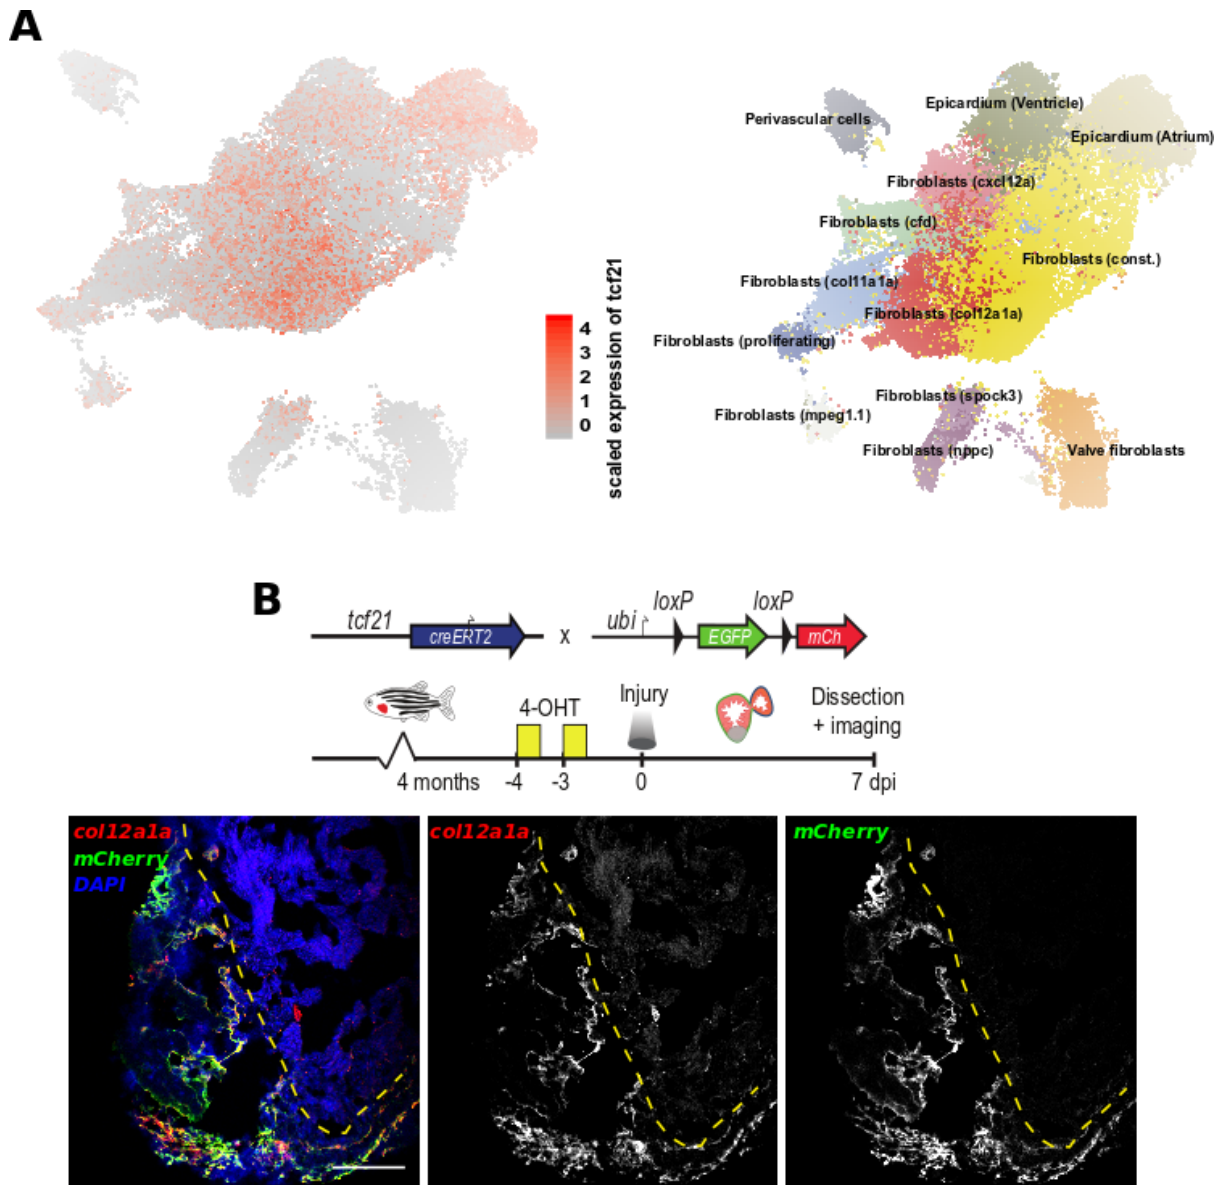 A
Perivascular cells
Epicardium (Ventricle)
Epicardium (Atrium)
Fibroblasts (cxcl12a)
Fibroblasts (cfd)
Fibroblasts (const.)
Fibroblasts (col11a1a)
Fibroblasts (col12a1a)
Fibroblasts (proliferating)
Fibroblasts (spock3)
Fibroblasts (mpeg1.1)
Fibroblasts (nppc)
Valve fibroblasts
4
3
2
1
0
scaled expression of tcf21
B
tcf21
creERT2
x
ubi
loxP
EGFP
loxP
mCh
4-OHT
Injury
Dissection
+ imaging
4 months
-4
-3
0
7 dpi
col12a1a
mCherry
DAPI
col12a1a
mCherry